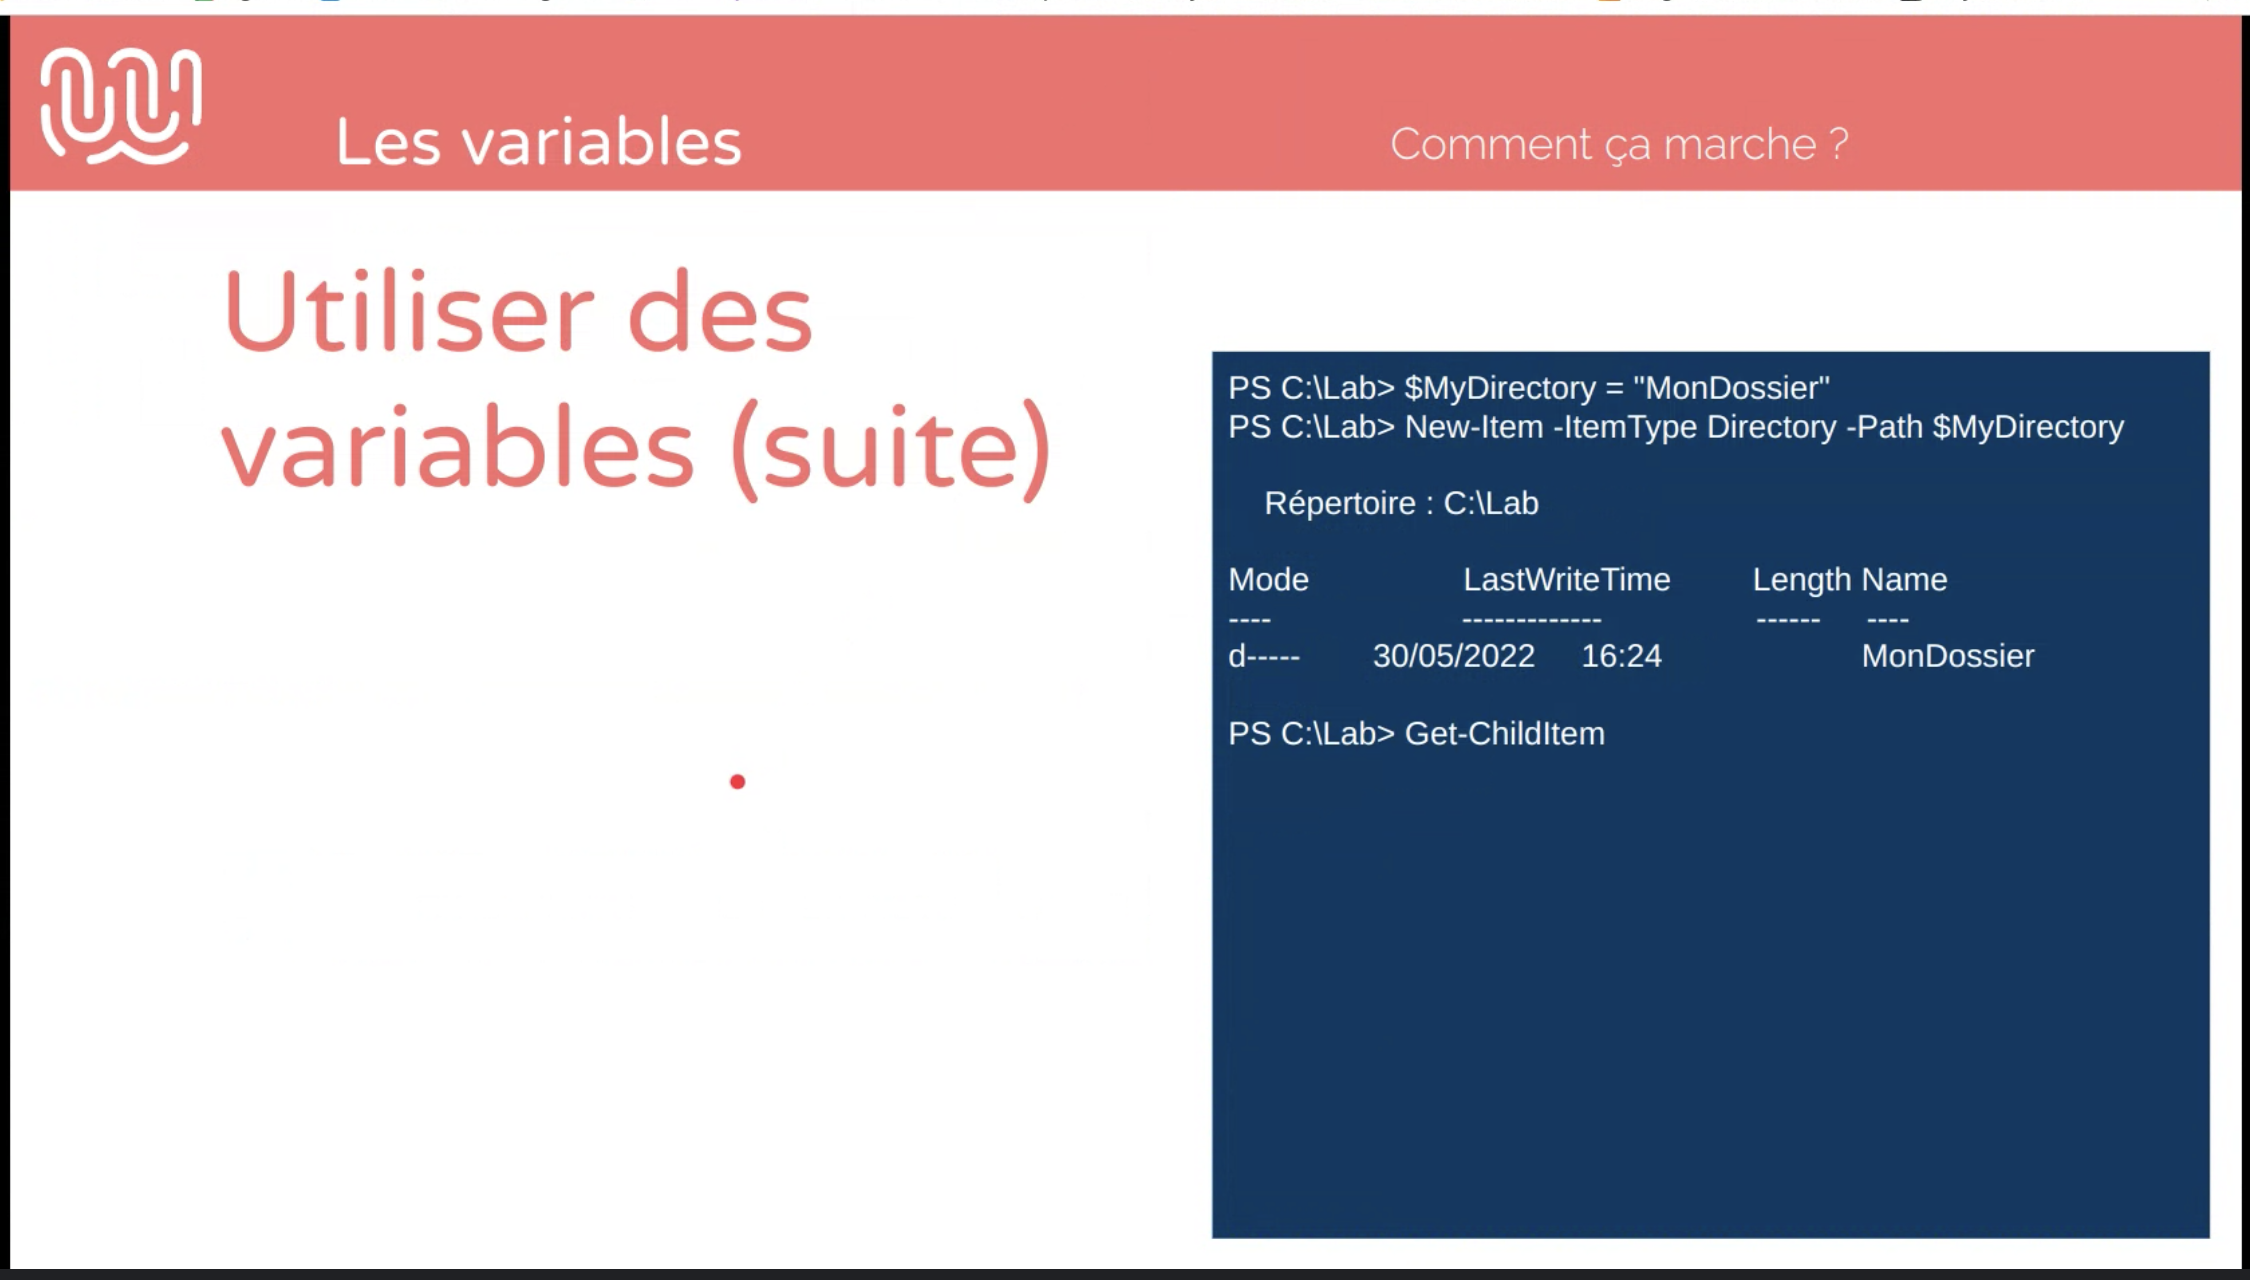 Les variables
Comment ça marche ?
Utiliser des
variables (suite)
PS C:\Lab> $MyDirectory = "MonDossier"
PS C:\Lab> New-Item -ItemType Directory -Path $MyDirectory
Répertoire : C:\Lab
Mode LastWriteTime Length Name
---- ------------- ------ ----
d----- 30/05/2022 16:24 MonDossier
PS C:\Lab> Get-ChildItem